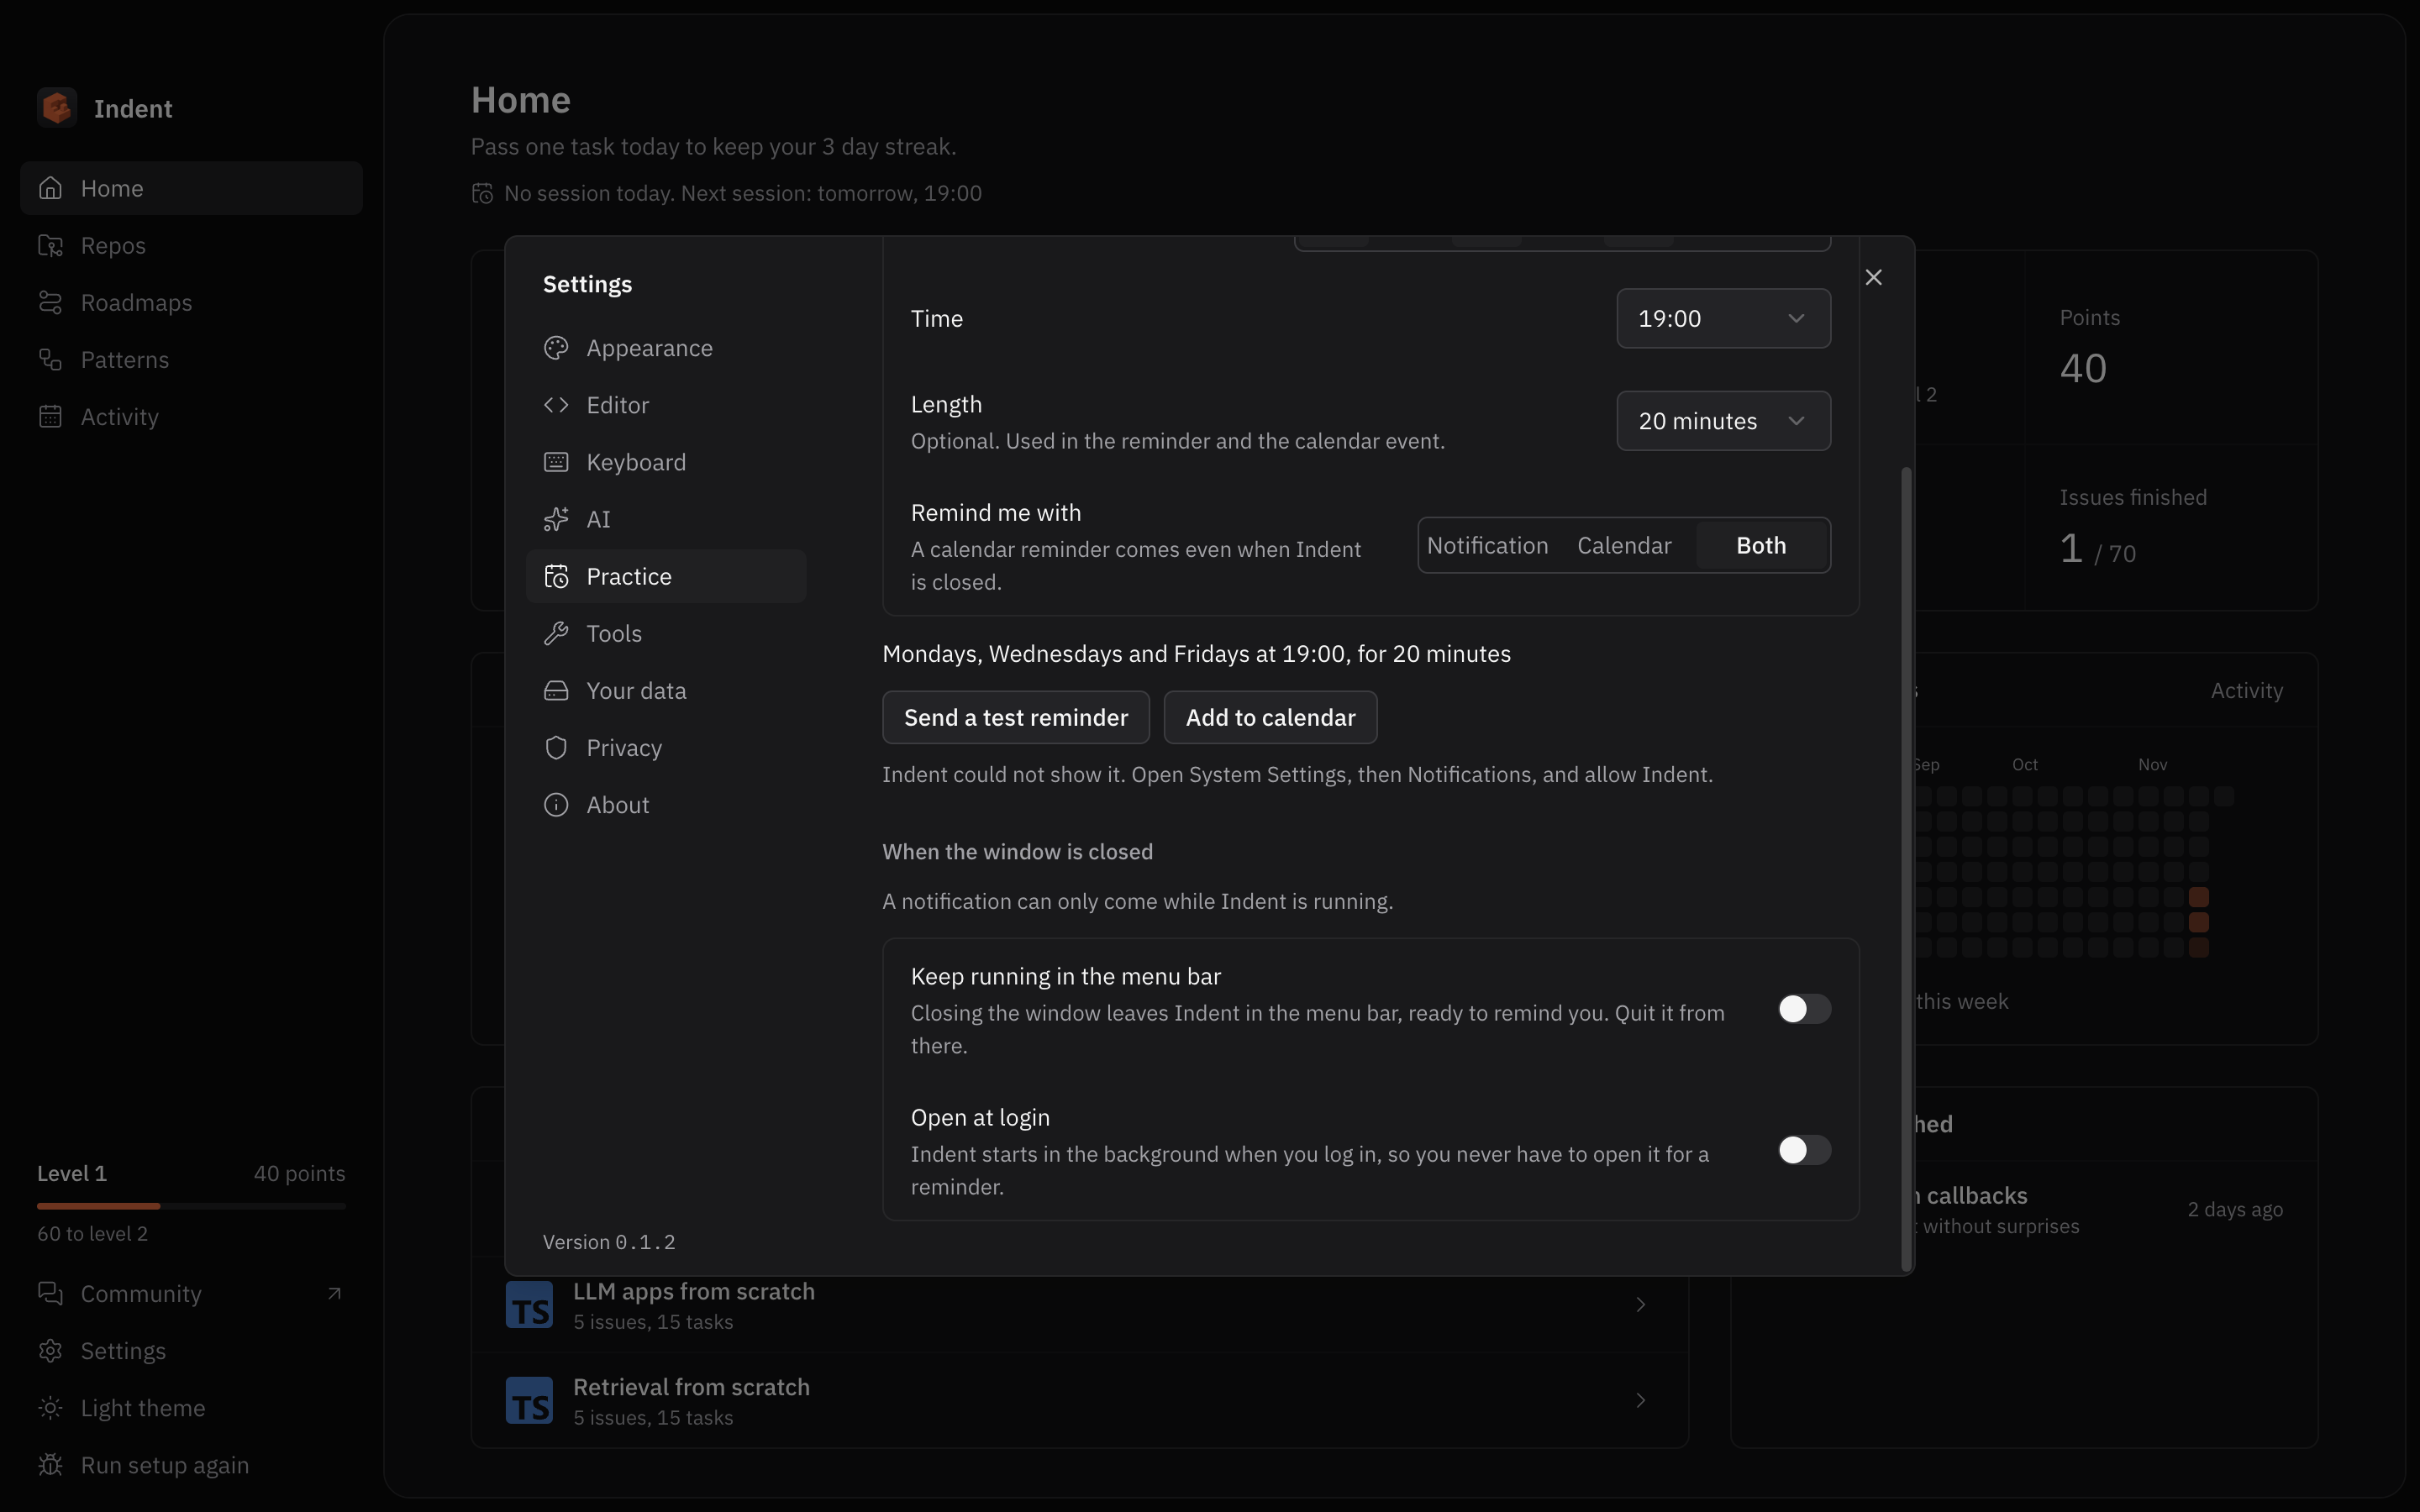 Indent
Home
Repos
Roadmaps
Patterns
Activity
Level 1
40 points
60 to level 2
Community
Settings
Light theme
Run setup again
Home
Pass one task today to keep your 3 day streak.
No session today. Next session: tomorrow, 19:00
Settings
Appearance
Editor
Keyboard
AI
Practice
Tools
Your data
Privacy
About
Version 0.1.2
Time
19:00
Length
Optional. Used in the reminder and the calendar event.
20 minutes
Remind me with
A calendar reminder comes even when Indent
is closed.
Notification
Calendar
Both
Mondays, Wednesdays and Fridays at 19:00, for 20 minutes
Send a test reminder
Add to calendar
Indent could not show it. Open System Settings, then Notifications, and allow Indent.
When the window is closed
A notification can only come while Indent is running.
Keep running in the menu bar
Closing the window leaves Indent in the menu bar, ready to remind you. Quit it from
there.
Open at login
Indent starts in the background when you log in, so you never have to open it for a
reminder.
Points
40
2
Issues finished
1 / 70
Activity
Oct
Nov
this week
callbacks
without surprises
2 days ago
TS
LLM apps from scratch
5 issues, 15 tasks
TS
Retrieval from scratch
5 issues, 15 tasks